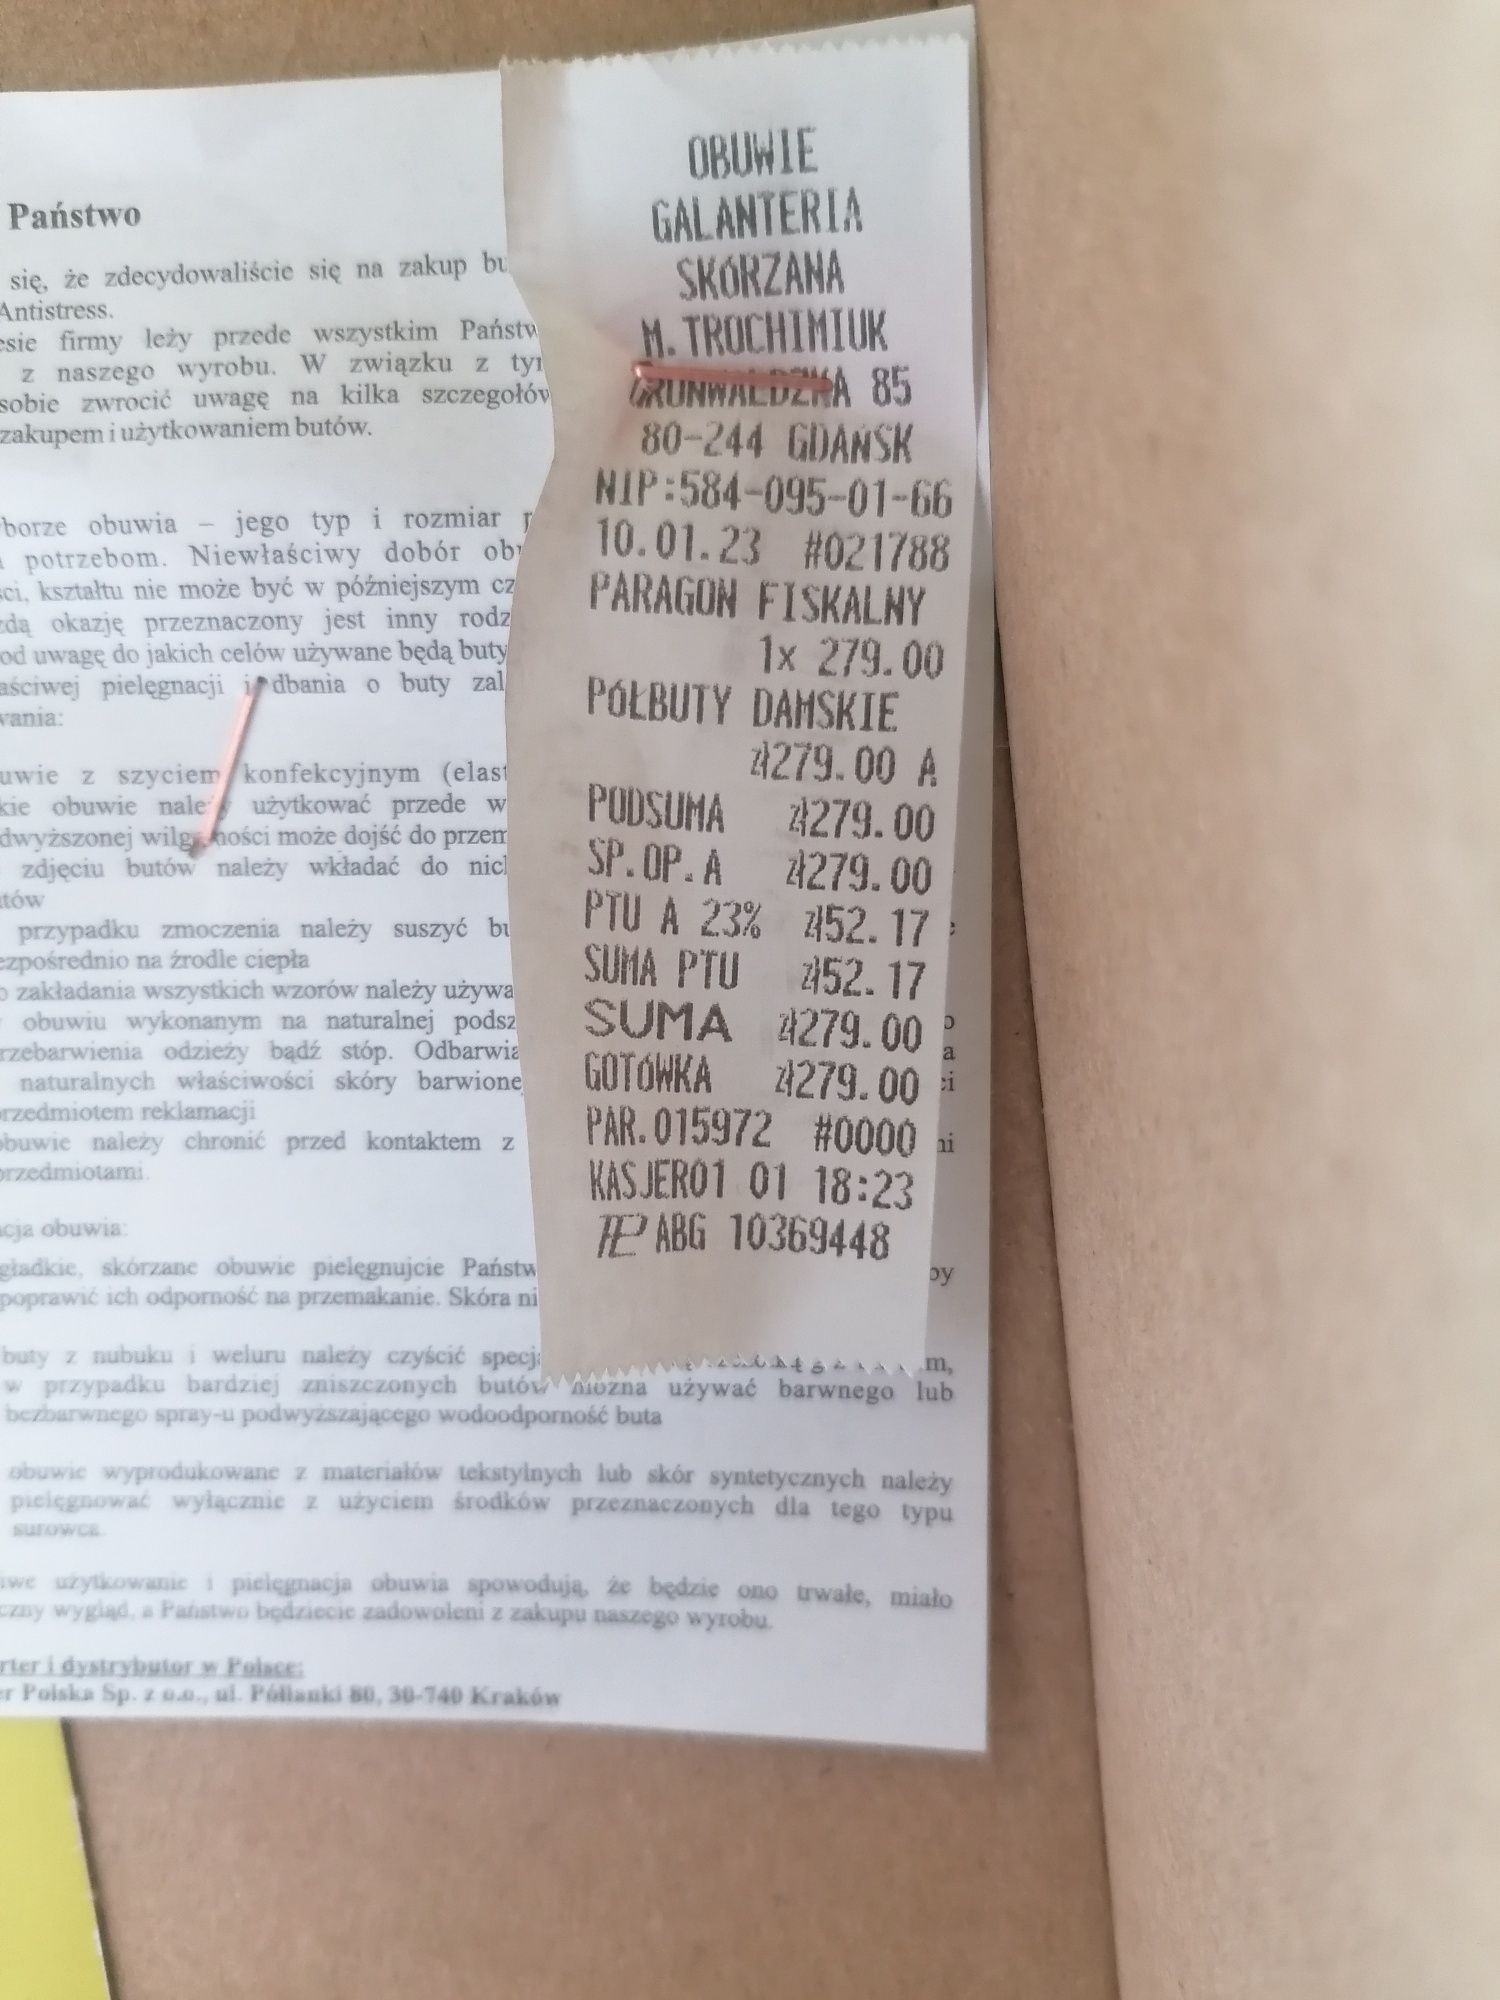 Państwo
się, że zdecydowaliście się na zakup
Antistress.
firmy leży przede wszystkim
z naszego wyrobu. W związku z
sobie zwrocić uwagę na kilka
zakupem i użytkowaniem butów.
obuwia – jego typ i rozmiar
potrzebom. Niewłaściwy dobór
kształtu nie może być w późniejszym
okazję przeznaczony jest inny
uwagę do jakich celów używane będą buty
pielęgnacji i dbania o buty
z szyciem konfekcyjnym
obuwie należy użytkować przede
może dojść do
zdjęciu butów należy wkładać do
przypadku zmoczenia należy suszyć
na źrodle ciepła
zakładania wszystkich wzorów należy
obuwiu wykonanym na naturalnej
odzieży bądź stóp.
naturalnych właściwości skóry
reklamacji
obuwie należy chronić przed kontaktem z
obuwia:
gładkie, skórzane obuwie pielęgnujcie
poprawić ich odporność na przemakanie. Skóra
buty z nubuku i weluru należy czyścić
w przypadku bardziej zniszczonych butów można używać barwnego lub
bezbarwnego spray-u podwyższającego wodoodporność buta
obuwie wyprodukowane z materiałów tekstylnych lub skór syntetycznych należy
pielęgnować wyłącznie z użyciem środków przeznaczonych dla tego typu
surowca.
użytkowanie i pielęgnacja obuwia spowodują, że będzie ono trwałe, miało
wygląd, a Państwo będziecie zadowoleni z zakupu naszego wyrobu.
i dystrybutor w Polsce:
Polska Sp. z o.o., ul. Półłanki 80, 30-740 Kraków
OBUWIE
GALANTERIA
SKÓRZANA
M.TROCHIMIUK
GRUNWALDZKA 85
80-244 GDAŃSK
NIP:584-095-01-66
10.01.23 #021788
PARAGON FISKALNY
1x 279.00
PÓŁBUTY DAMSKIE
zł279.00 A
PODSUMA zł279.00
SP.OP.A zł279.00
PTU A 23% zł52.17
SUMA PTU zł52.17
SUMA zł279.00
GOTÓWKA zł279.00
PAR.015972 #0000
KASJER01 01 18:23
ABG 10369448